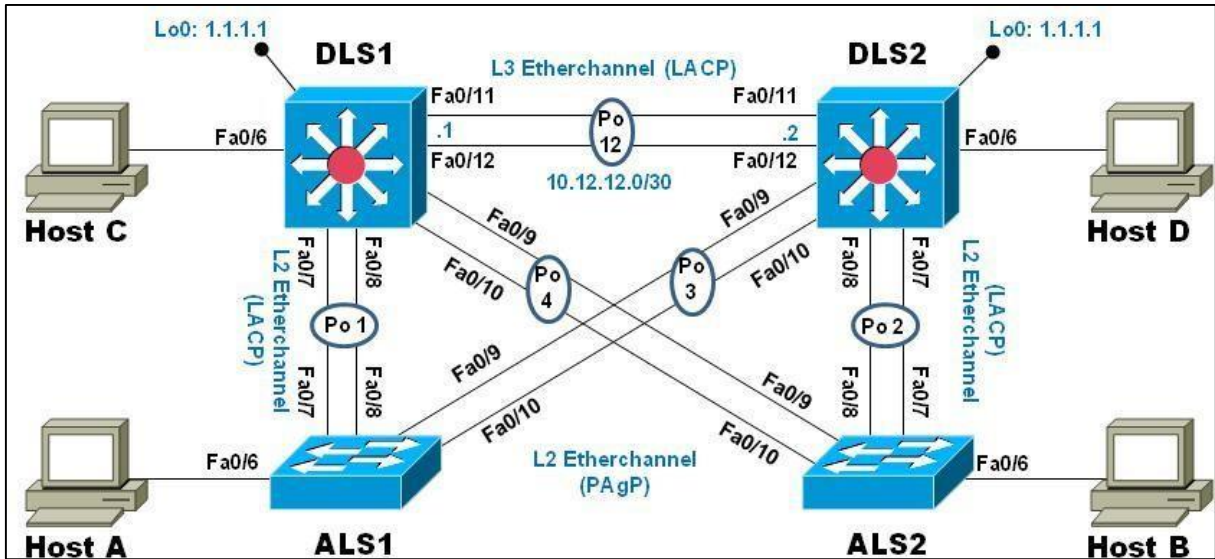 Lo0: 1.1.1.1
DLS1
L3 Etherchannel (LACP)
DLS2
Lo0: 1.1.1.1
Fa0/11
Fa0/11
Fa0/6
.1
Po
12
.2
Fa0/6
Fa0/12
Fa0/12
10.12.12.0/30
Host C
Host D
Fa0/7
Fa0/8
Fa0/9
Fa0/10
Fa0/9
Fa0/10
Fa0/7
Fa0/8
Po
4
Po
3
L2 Etherchannel
(LACP)
Po 1
Po 2
(LACP)
L2 Etherchannel
Fa0/7
Fa0/8
Fa0/9
Fa0/10
Fa0/9
Fa0/10
Fa0/8
Fa0/7
Fa0/6
L2 Etherchannel
(PAgP)
Fa0/6
Host A
ALS1
ALS2
Host B